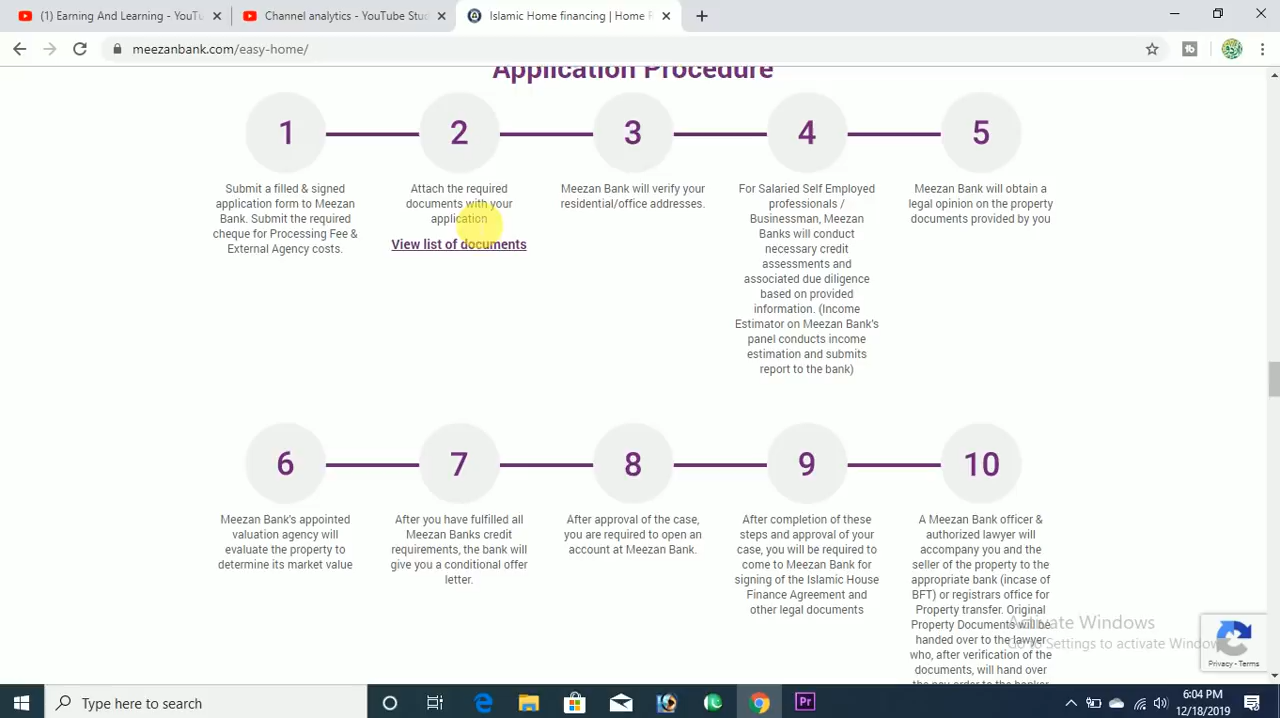 (1) Earning And Learning - YouTu
Channel analytics - YouTube Stud
Islamic Home financing | Home R
meezanbank.com/easy-home/
Application Procedure
1
2
3
4
5
Submit a filled & signed
application form to Meezan
Bank. Submit the required
cheque for Processing Fee &
External Agency costs.
Attach the required
documents with your
application
View list of documents
Meezan Bank will verify your
residential/office addresses.
For Salaried Self Employed
professionals /
Businessman, Meezan
Banks will conduct
necessary credit
assessments and
associated due diligence
based on provided
information. (Income
Estimator on Meezan Bank's
panel conducts income
estimation and submits
report to the bank)
Meezan Bank will obtain a
legal opinion on the property
documents provided by you
6
7
8
9
10
Meezan Bank's appointed
valuation agency will
evaluate the property to
determine its market value
After you have fulfilled all
Meezan Banks credit
requirements, the bank will
give you a conditional offer
letter.
After approval of the case,
you are required to open an
account at Meezan Bank.
After completion of these
steps and approval of your
case, you will be required to
come to Meezan Bank for
signing of the Islamic House
Finance Agreement and
other legal documents
A Meezan Bank officer &
authorized lawyer will
accompany you and the
seller of the property to the
appropriate bank (incase of
BFT) or registrars office for
Property transfer. Original
Property Documents will be
handed over to the lawyer
who, after verification of the
documents, will hand over
the pay order to the banker
Activate Windows
Go to Settings to activate Window
Privacy - Terms
Type here to search
Pr
6:04 PM
12/18/2019